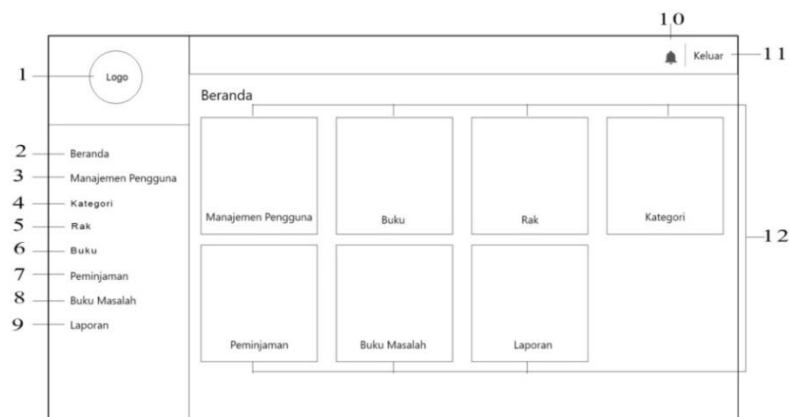 10
1
Logo
Keluar
11
Beranda
2
Beranda
3
Manajemen Pengguna
4
Kategori
5
Rak
6
Buku
7
Peminjaman
8
Buku Masalah
9
Laporan
Manajemen Pengguna
Buku
Rak
Kategori
12
Peminjaman
Buku Masalah
Laporan